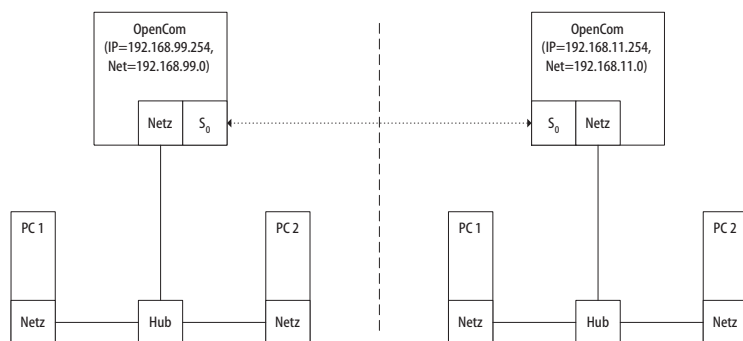 OpenCom
(IP=192.168.99.254,
Net=192.168.99.0)
Netz
S₀
PC 1
PC 2
Netz
Hub
Netz
OpenCom
(IP=192.168.11.254,
Net=192.168.11.0)
S₀
Netz
PC 1
PC 2
Netz
Hub
Netz